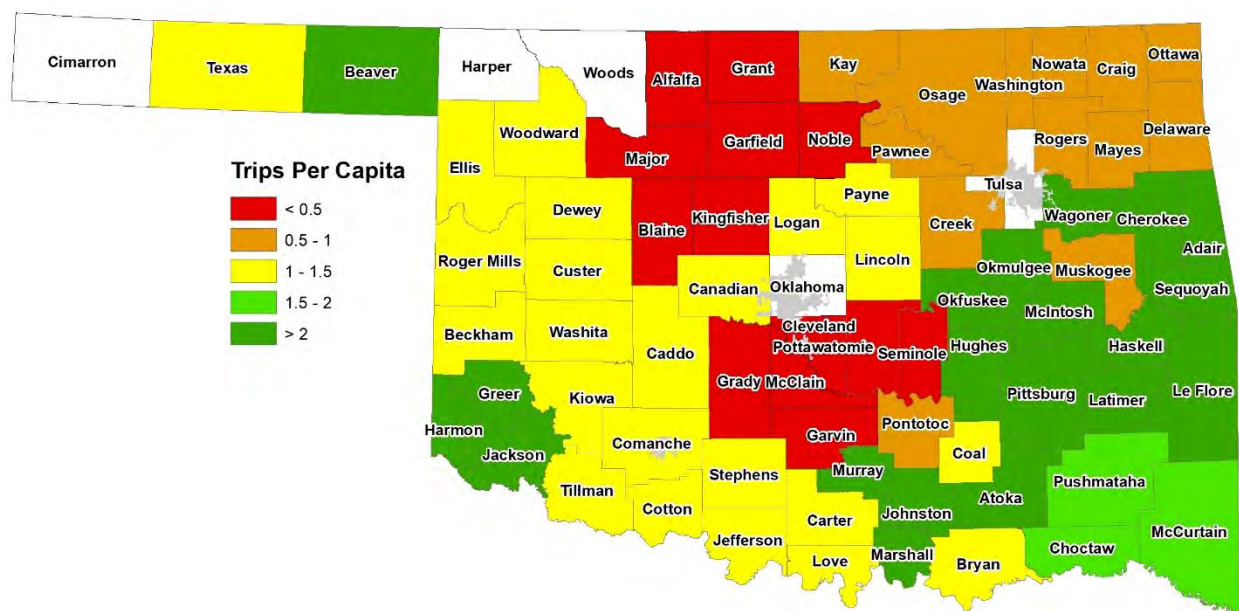 Cimarron
Texas
Beaver
Harper
Woods
Alfalfa
Grant
Kay
Osage
Washington
Nowata
Craig
Ottawa
Woodward
Ellis
Major
Garfield
Noble
Pawnee
Rogers
Mayes
Delaware
Trips Per Capita
< 0.5
0.5 - 1
1 - 1.5
1.5 - 2
> 2
Dewey
Blaine
Kingfisher
Logan
Payne
Creek
Tulsa
Wagoner
Cherokee
Adair
Roger Mills
Custer
Canadian
Oklahoma
Lincoln
Okmulgee
Muskogee
Okfuskee
McIntosh
Sequoyah
Beckham
Washita
Caddo
Grady
McClain
Cleveland
Pottawatomie
Seminole
Hughes
Haskell
Pittsburg
Latimer
Le Flore
Greer
Harmon
Jackson
Kiowa
Comanche
Garvin
Pontotoc
Coal
Tillman
Cotton
Stephens
Murray
Atoka
Pushmataha
Jefferson
Carter
Johnston
Love
Marshall
Bryan
Choctaw
McCurtain